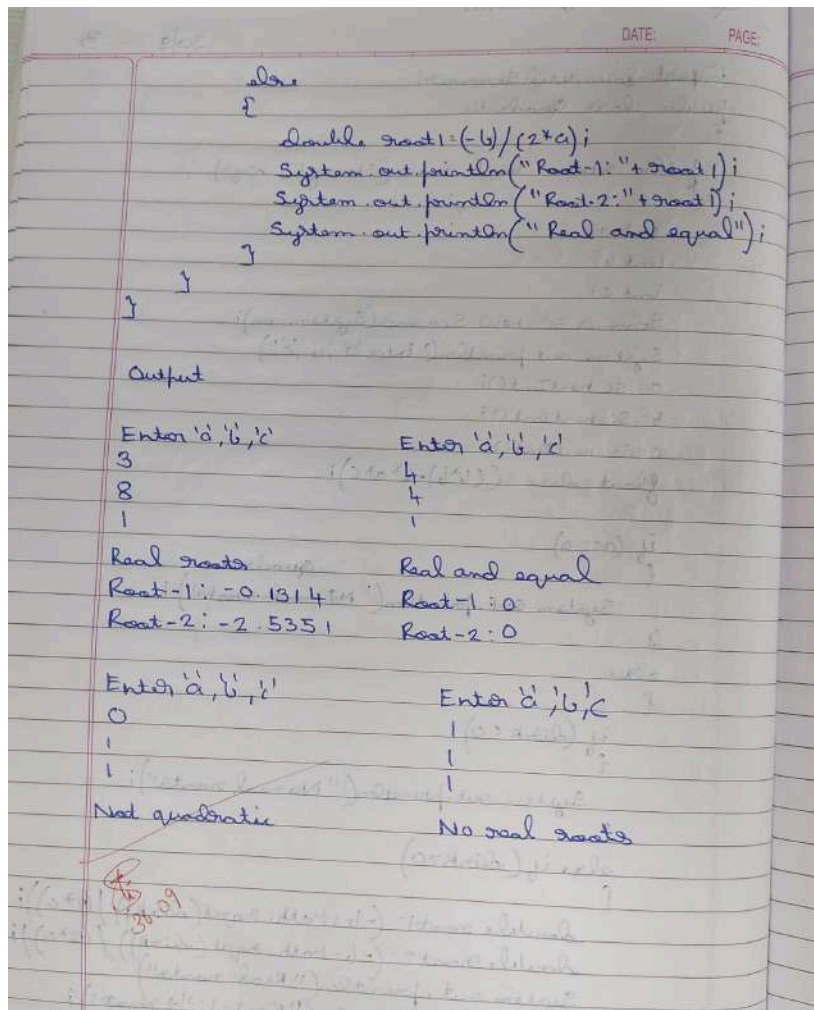 DATE: PAGE:
else
{
double root1=(-b)/(2*a);
System.out.println("Root-1:"+root1);
System.out.println("Root-2:"+root1);
System.out.println("Real and equal");
}
}
}
Output
Enter 'a','b','c'
3
8
1
Real roots
Root-1:-0.1314
Root-2:-2.5351
Enter 'a','b','c'
4
4
1
Real and equal
Root-1:0
Root-2:0
Enter 'a','b','c'
0
1
1
Not quadratic
Enter 'a','b','c
1
1
1
No real roots
30.09